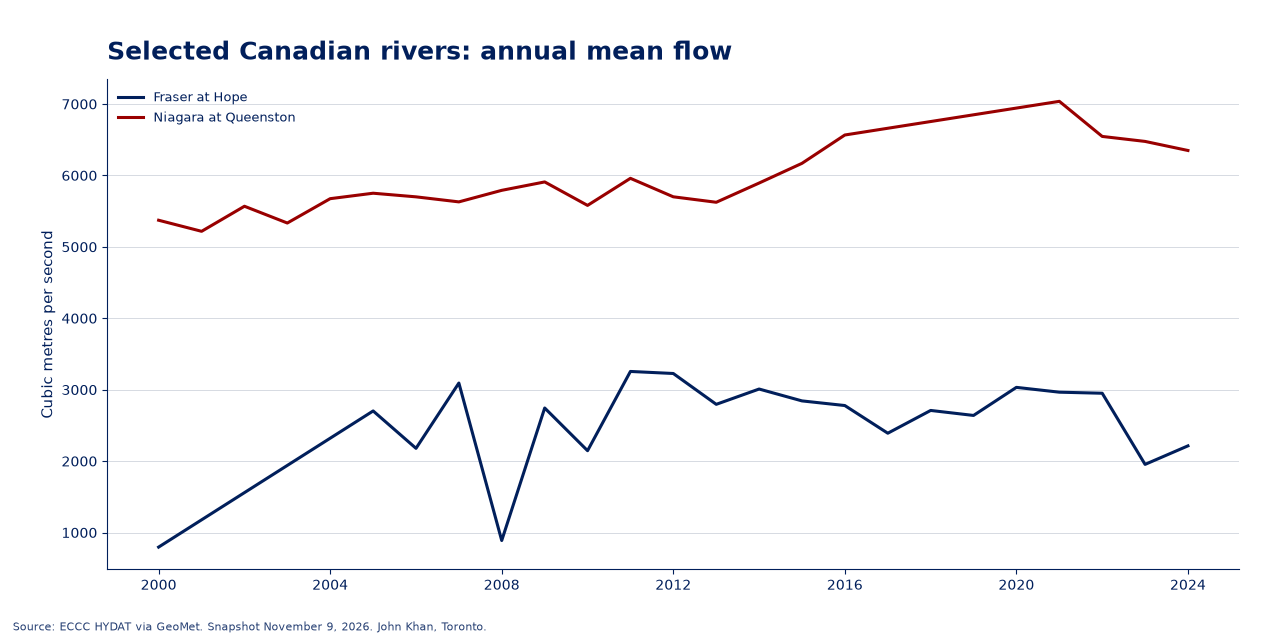 Selected Canadian rivers: annual mean flow
Fraser at Hope
Niagara at Queenston
Cubic metres per second
7000
6000
5000
4000
3000
2000
1000
2000 2004 2008 2012 2016 2020 2024
Source: ECCC HYDAT via GeoMet. Snapshot November 9, 2026. John Khan, Toronto.